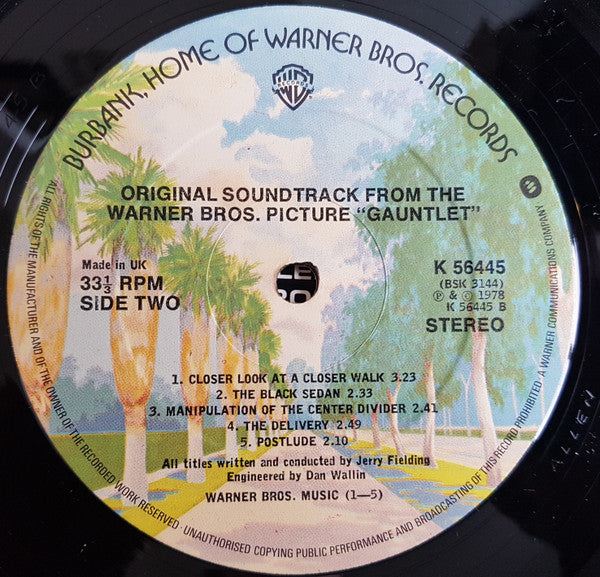 BURBANK, HOME OF WARNER BROS. RECORDS
RECORDS
ORIGINAL SOUNDTRACK FROM THE
WARNER BROS. PICTURE "GAUNTLET"
Made in UK
33⅓ RPM
SIDE TWO
K 56445
(BSK 3144)
Ⓟ & © 1978
K 56445 B
STEREO
1. CLOSER LOOK AT A CLOSER WALK 3.23
2. THE BLACK SEDAN 2.33
3. MANIPULATION OF THE CENTER DIVIDER 2.41
4. THE DELIVERY 2.49
5. POSTLUDE 2.10
All titles written and conducted by Jerry Fielding
Engineered by Dan Wallin
WARNER BROS. MUSIC (1—5)
ALL RIGHTS OF THE MANUFACTURER AND OF THE OWNER OF THE RECORDED WORK RESERVED · UNAUTHORISED COPYING PUBLIC PERFORMANCE AND BROADCASTING OF THIS RECORD PROHIBITED · A WARNER COMMUNICATIONS COMPANY
ALLEN